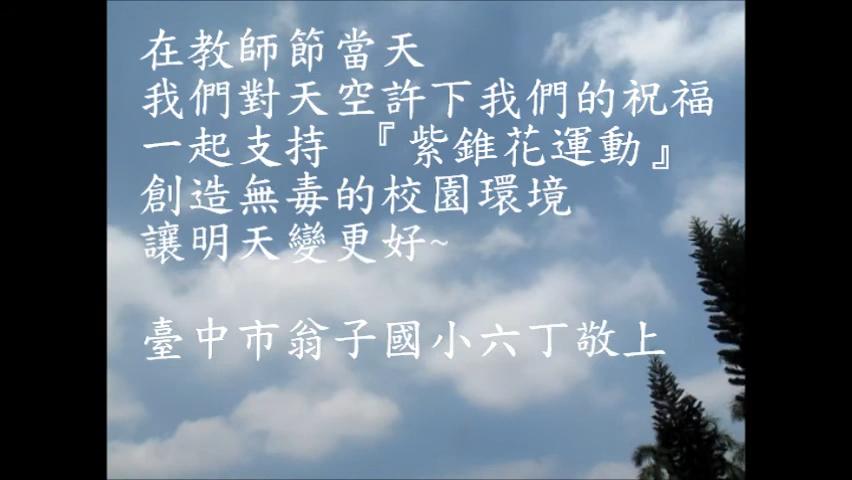 在教師節當天
我們對天空許下我們的祝福
一起支持 『紫錐花運動』
創造無毒的校園環境
讓明天變更好~
臺中市翁子國小六丁敬上